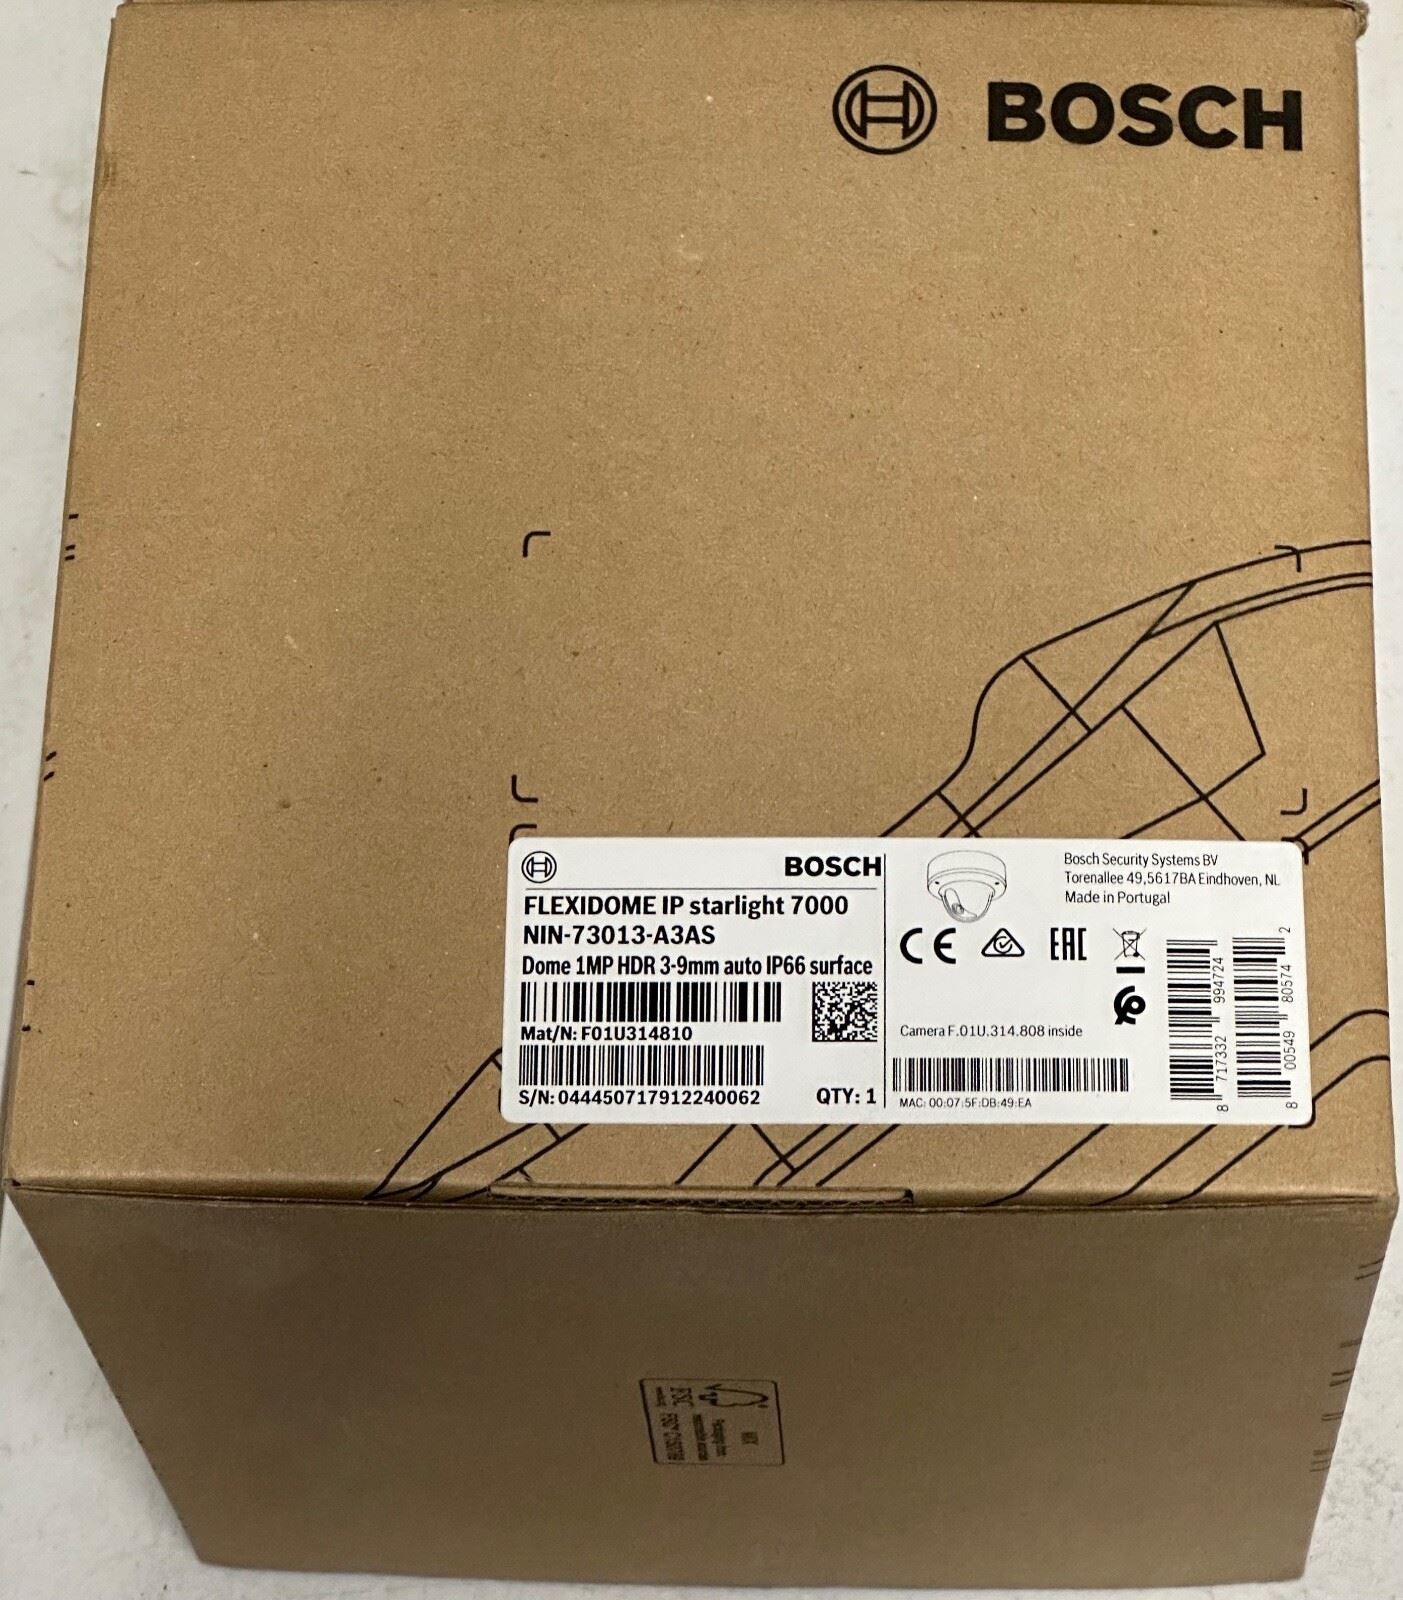 BOSCH
BOSCH
FLEXIDOME IP starlight 7000
NIN-73013-A3AS
Dome 1MP HDR 3-9mm auto IP66 surface
Mat/N: F01U314810
S/N: 044450717912240062
QTY: 1
Bosch Security Systems BV
Torenallee 49,5617BA Eindhoven, NL
Made in Portugal
CE
EAC
Camera F.01U.314.808 inside
MAC: 00:07:5F:DB:49:EA
8 717332 994724
8 00549 80574 2
MIX
FSC